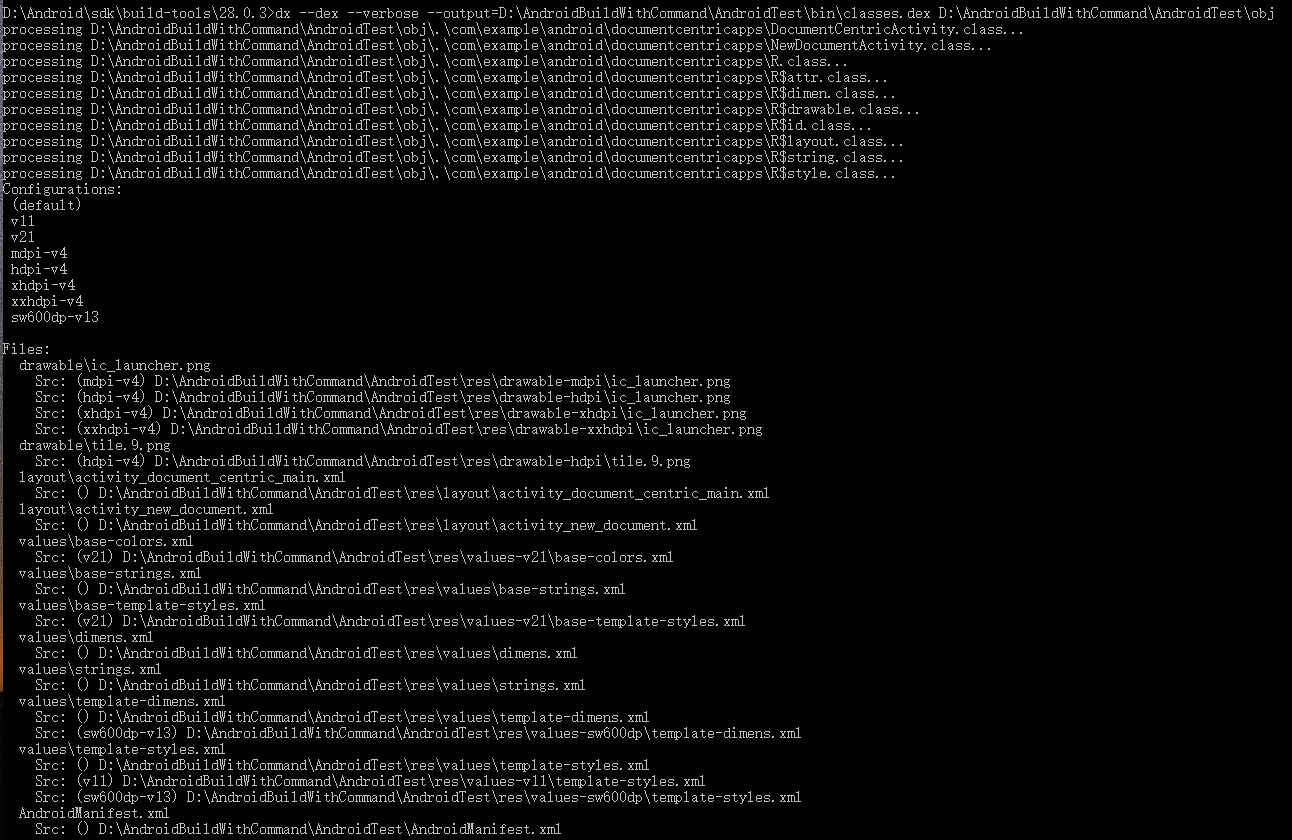 D:\Android\sdk\build-tools\28.0.3>dx --dex --verbose --output=D:\AndroidBuildWithCommand\AndroidTest\bin\classes.dex D:\AndroidBuildWithCommand\AndroidTest\obj
processing D:\AndroidBuildWithCommand\AndroidTest\obj\.\com\example\android\documentcentricapps\DocumentCentricActivity.class...
processing D:\AndroidBuildWithCommand\AndroidTest\obj\.\com\example\android\documentcentricapps\NewDocumentActivity.class...
processing D:\AndroidBuildWithCommand\AndroidTest\obj\.\com\example\android\documentcentricapps\R.class...
processing D:\AndroidBuildWithCommand\AndroidTest\obj\.\com\example\android\documentcentricapps\R$attr.class...
processing D:\AndroidBuildWithCommand\AndroidTest\obj\.\com\example\android\documentcentricapps\R$dimen.class...
processing D:\AndroidBuildWithCommand\AndroidTest\obj\.\com\example\android\documentcentricapps\R$drawable.class...
processing D:\AndroidBuildWithCommand\AndroidTest\obj\.\com\example\android\documentcentricapps\R$id.class...
processing D:\AndroidBuildWithCommand\AndroidTest\obj\.\com\example\android\documentcentricapps\R$layout.class...
processing D:\AndroidBuildWithCommand\AndroidTest\obj\.\com\example\android\documentcentricapps\R$string.class...
processing D:\AndroidBuildWithCommand\AndroidTest\obj\.\com\example\android\documentcentricapps\R$style.class...
Configurations:
 (default)
 v11
 v21
 mdpi-v4
 hdpi-v4
 xhdpi-v4
 xxhdpi-v4
 sw600dp-v13

Files:
  drawable\ic_launcher.png
    Src: (mdpi-v4) D:\AndroidBuildWithCommand\AndroidTest\res\drawable-mdpi\ic_launcher.png
    Src: (hdpi-v4) D:\AndroidBuildWithCommand\AndroidTest\res\drawable-hdpi\ic_launcher.png
    Src: (xhdpi-v4) D:\AndroidBuildWithCommand\AndroidTest\res\drawable-xhdpi\ic_launcher.png
    Src: (xxhdpi-v4) D:\AndroidBuildWithCommand\AndroidTest\res\drawable-xxhdpi\ic_launcher.png
  drawable\tile.9.png
    Src: (hdpi-v4) D:\AndroidBuildWithCommand\AndroidTest\res\drawable-hdpi\tile.9.png
  layout\activity_document_centric_main.xml
    Src: () D:\AndroidBuildWithCommand\AndroidTest\res\layout\activity_document_centric_main.xml
  layout\activity_new_document.xml
    Src: () D:\AndroidBuildWithCommand\AndroidTest\res\layout\activity_new_document.xml
  values\base-colors.xml
    Src: (v21) D:\AndroidBuildWithCommand\AndroidTest\res\values-v21\base-colors.xml
  values\base-strings.xml
    Src: () D:\AndroidBuildWithCommand\AndroidTest\res\values\base-strings.xml
  values\base-template-styles.xml
    Src: (v21) D:\AndroidBuildWithCommand\AndroidTest\res\values-v21\base-template-styles.xml
  values\dimens.xml
    Src: () D:\AndroidBuildWithCommand\AndroidTest\res\values\dimens.xml
  values\strings.xml
    Src: () D:\AndroidBuildWithCommand\AndroidTest\res\values\strings.xml
  values\template-dimens.xml
    Src: () D:\AndroidBuildWithCommand\AndroidTest\res\values\template-dimens.xml
    Src: (sw600dp-v13) D:\AndroidBuildWithCommand\AndroidTest\res\values-sw600dp\template-dimens.xml
  values\template-styles.xml
    Src: () D:\AndroidBuildWithCommand\AndroidTest\res\values\template-styles.xml
    Src: (v11) D:\AndroidBuildWithCommand\AndroidTest\res\values-v11\template-styles.xml
    Src: (sw600dp-v13) D:\AndroidBuildWithCommand\AndroidTest\res\values-sw600dp\template-styles.xml
  AndroidManifest.xml
    Src: () D:\AndroidBuildWithCommand\AndroidTest\AndroidManifest.xml